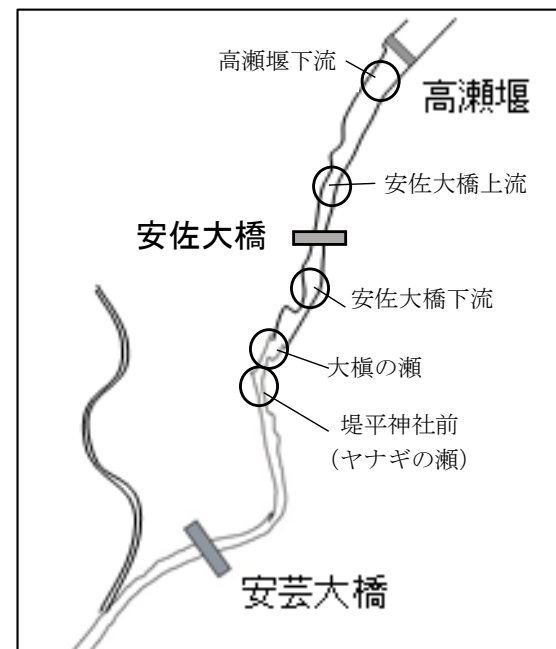 高瀬堰下流
高瀬堰
安佐大橋上流
安佐大橋
安佐大橋下流
大槇の瀬
堤平神社前
（ヤナギの瀬）
安芸大橋